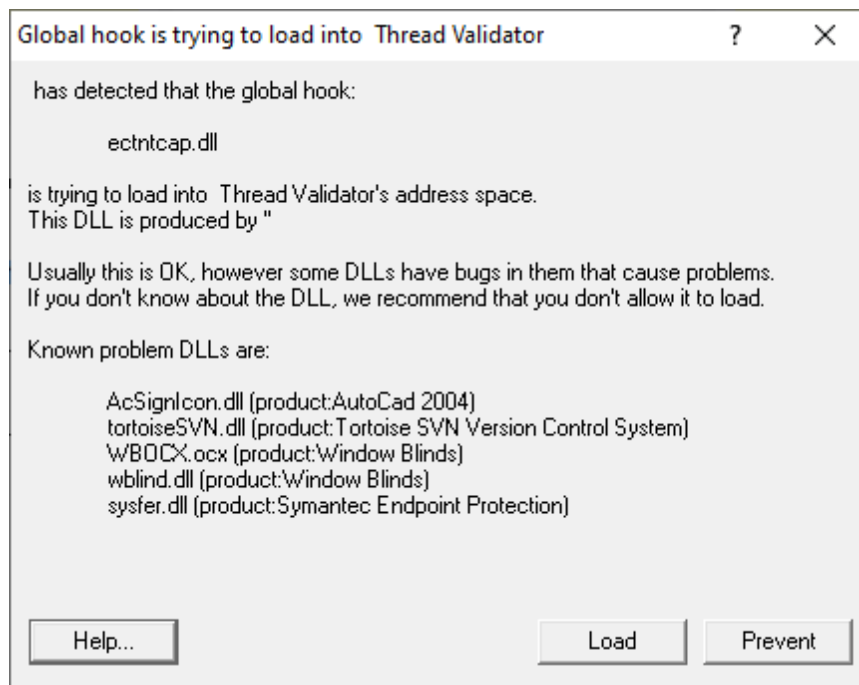 Global hook is trying to load into  Thread Validator
? X
has detected that the global hook:
ectntcap.dll
is trying to load into  Thread Validator's address space.
This DLL is produced by ''
Usually this is OK, however some DLLs have bugs in them that cause problems.
If you don't know about the DLL, we recommend that you don't allow it to load.
Known problem DLLs are:
AcSignIcon.dll (product:AutoCad 2004)
tortoiseSVN.dll (product:Tortoise SVN Version Control System)
WBOCX.ocx (product:Window Blinds)
wblind.dll (product:Window Blinds)
sysfer.dll (product:Symantec Endpoint Protection)
Help... Load Prevent